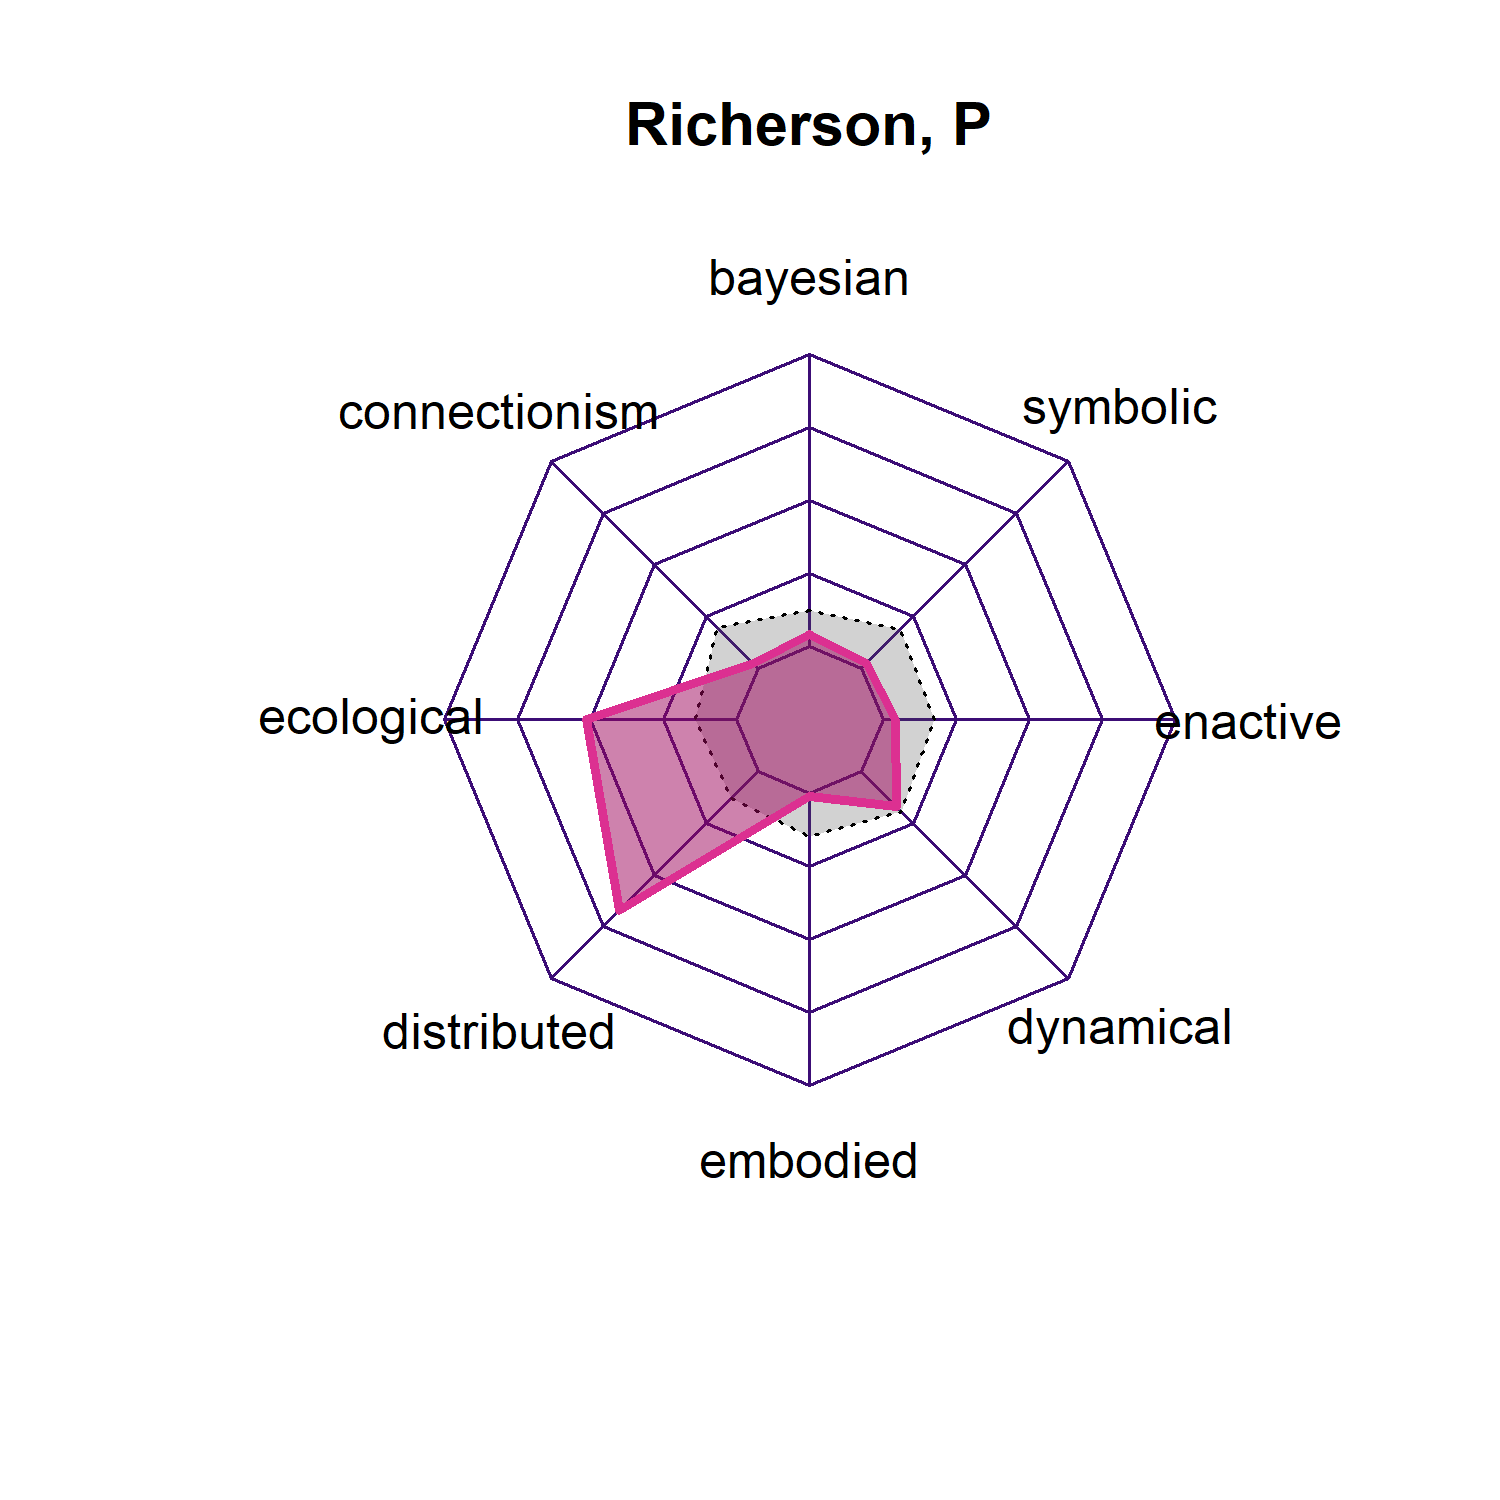 Richerson, P
bayesian
symbolic
connectionism
ecological
enactive
distributed
dynamical
embodied